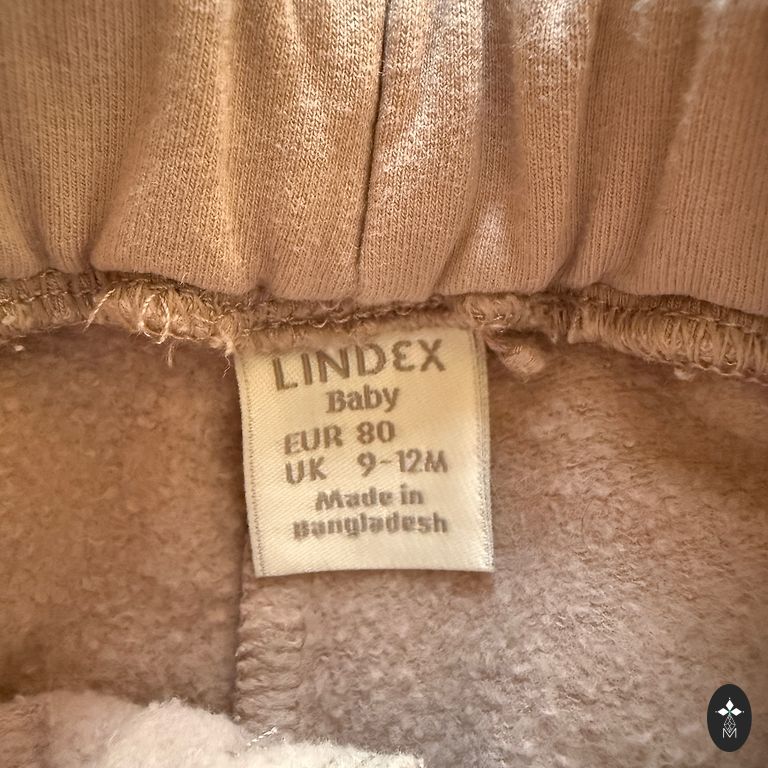 LINDEX
Baby
EUR 80
UK 9-12M
Made in
Bangladesh
M